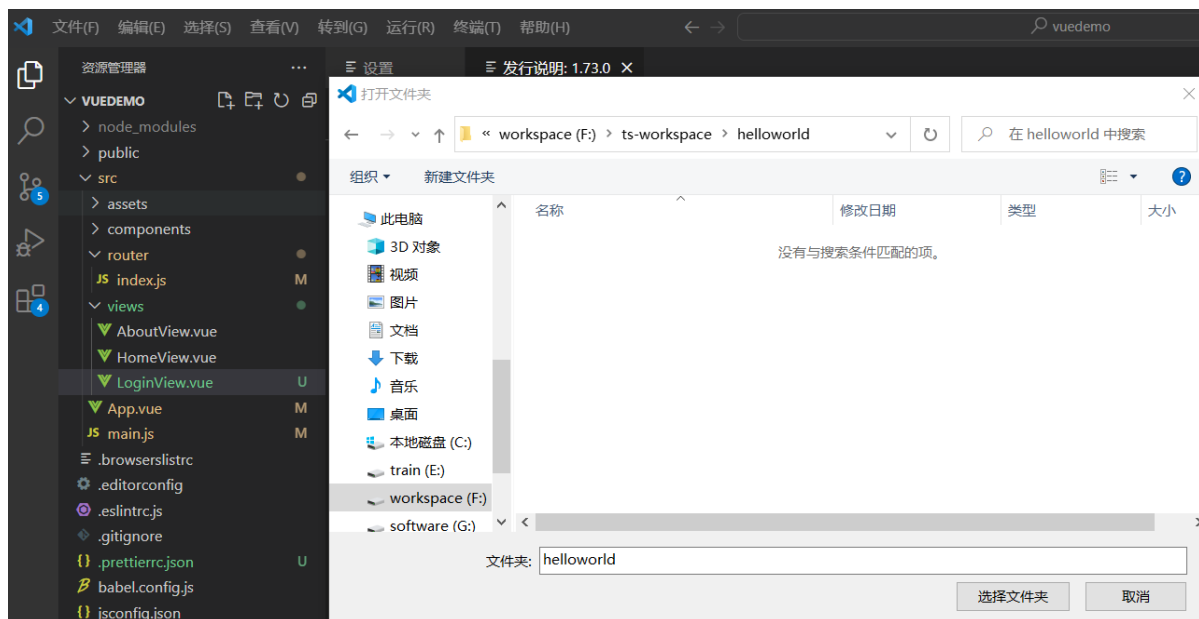 文件(F) 编辑(E) 选择(S) 查看(V) 转到(G) 运行(R) 终端(T) 帮助(H) vuedemo
资源管理器
设置
发行说明: 1.73.0
VUEDEMO
node_modules
public
src
assets
components
router
JS index.js M
views
AboutView.vue
HomeView.vue
LoginView.vue U
App.vue M
JS main.js M
.browserslistrc
.editorconfig
.eslintrc.js
.gitignore
{} .prettierrc.json U
babel.config.js
{} jsconfig.json
5
4
打开文件夹
« workspace (F:) > ts-workspace > helloworld
在 helloworld 中搜索
组织 新建文件夹
名称 修改日期 类型 大小
没有与搜索条件匹配的项。
此电脑
3D 对象
视频
图片
文档
下载
音乐
桌面
本地磁盘 (C:)
train (E:)
workspace (F:)
software (G:)
文件夹: helloworld
选择文件夹 取消